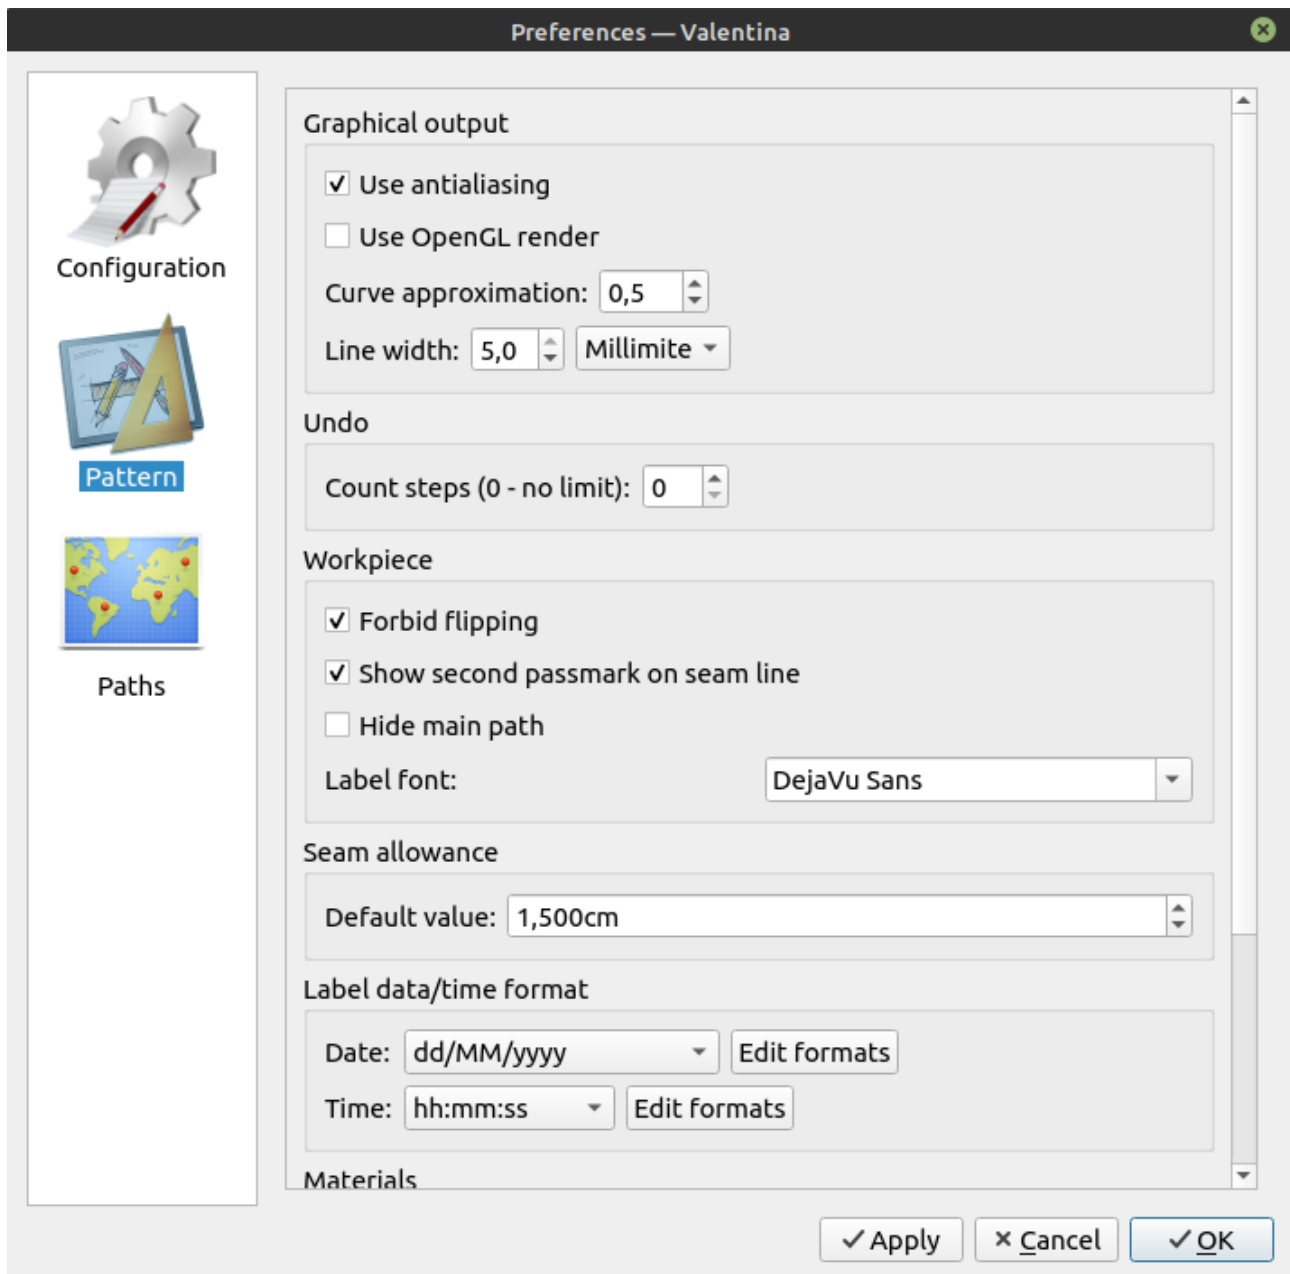 Preferences — Valentina
Configuration
Pattern
Paths
Graphical output
Use antialiasing
Use OpenGL render
Curve approximation: 0,5
Line width: 5,0 Millimite
Undo
Count steps (0 - no limit): 0
Workpiece
Forbid flipping
Show second passmark on seam line
Hide main path
Label font: DejaVu Sans
Seam allowance
Default value: 1,500cm
Label data/time format
Date: dd/MM/yyyy Edit formats
Time: hh:mm:ss Edit formats
Materials
Apply Cancel OK